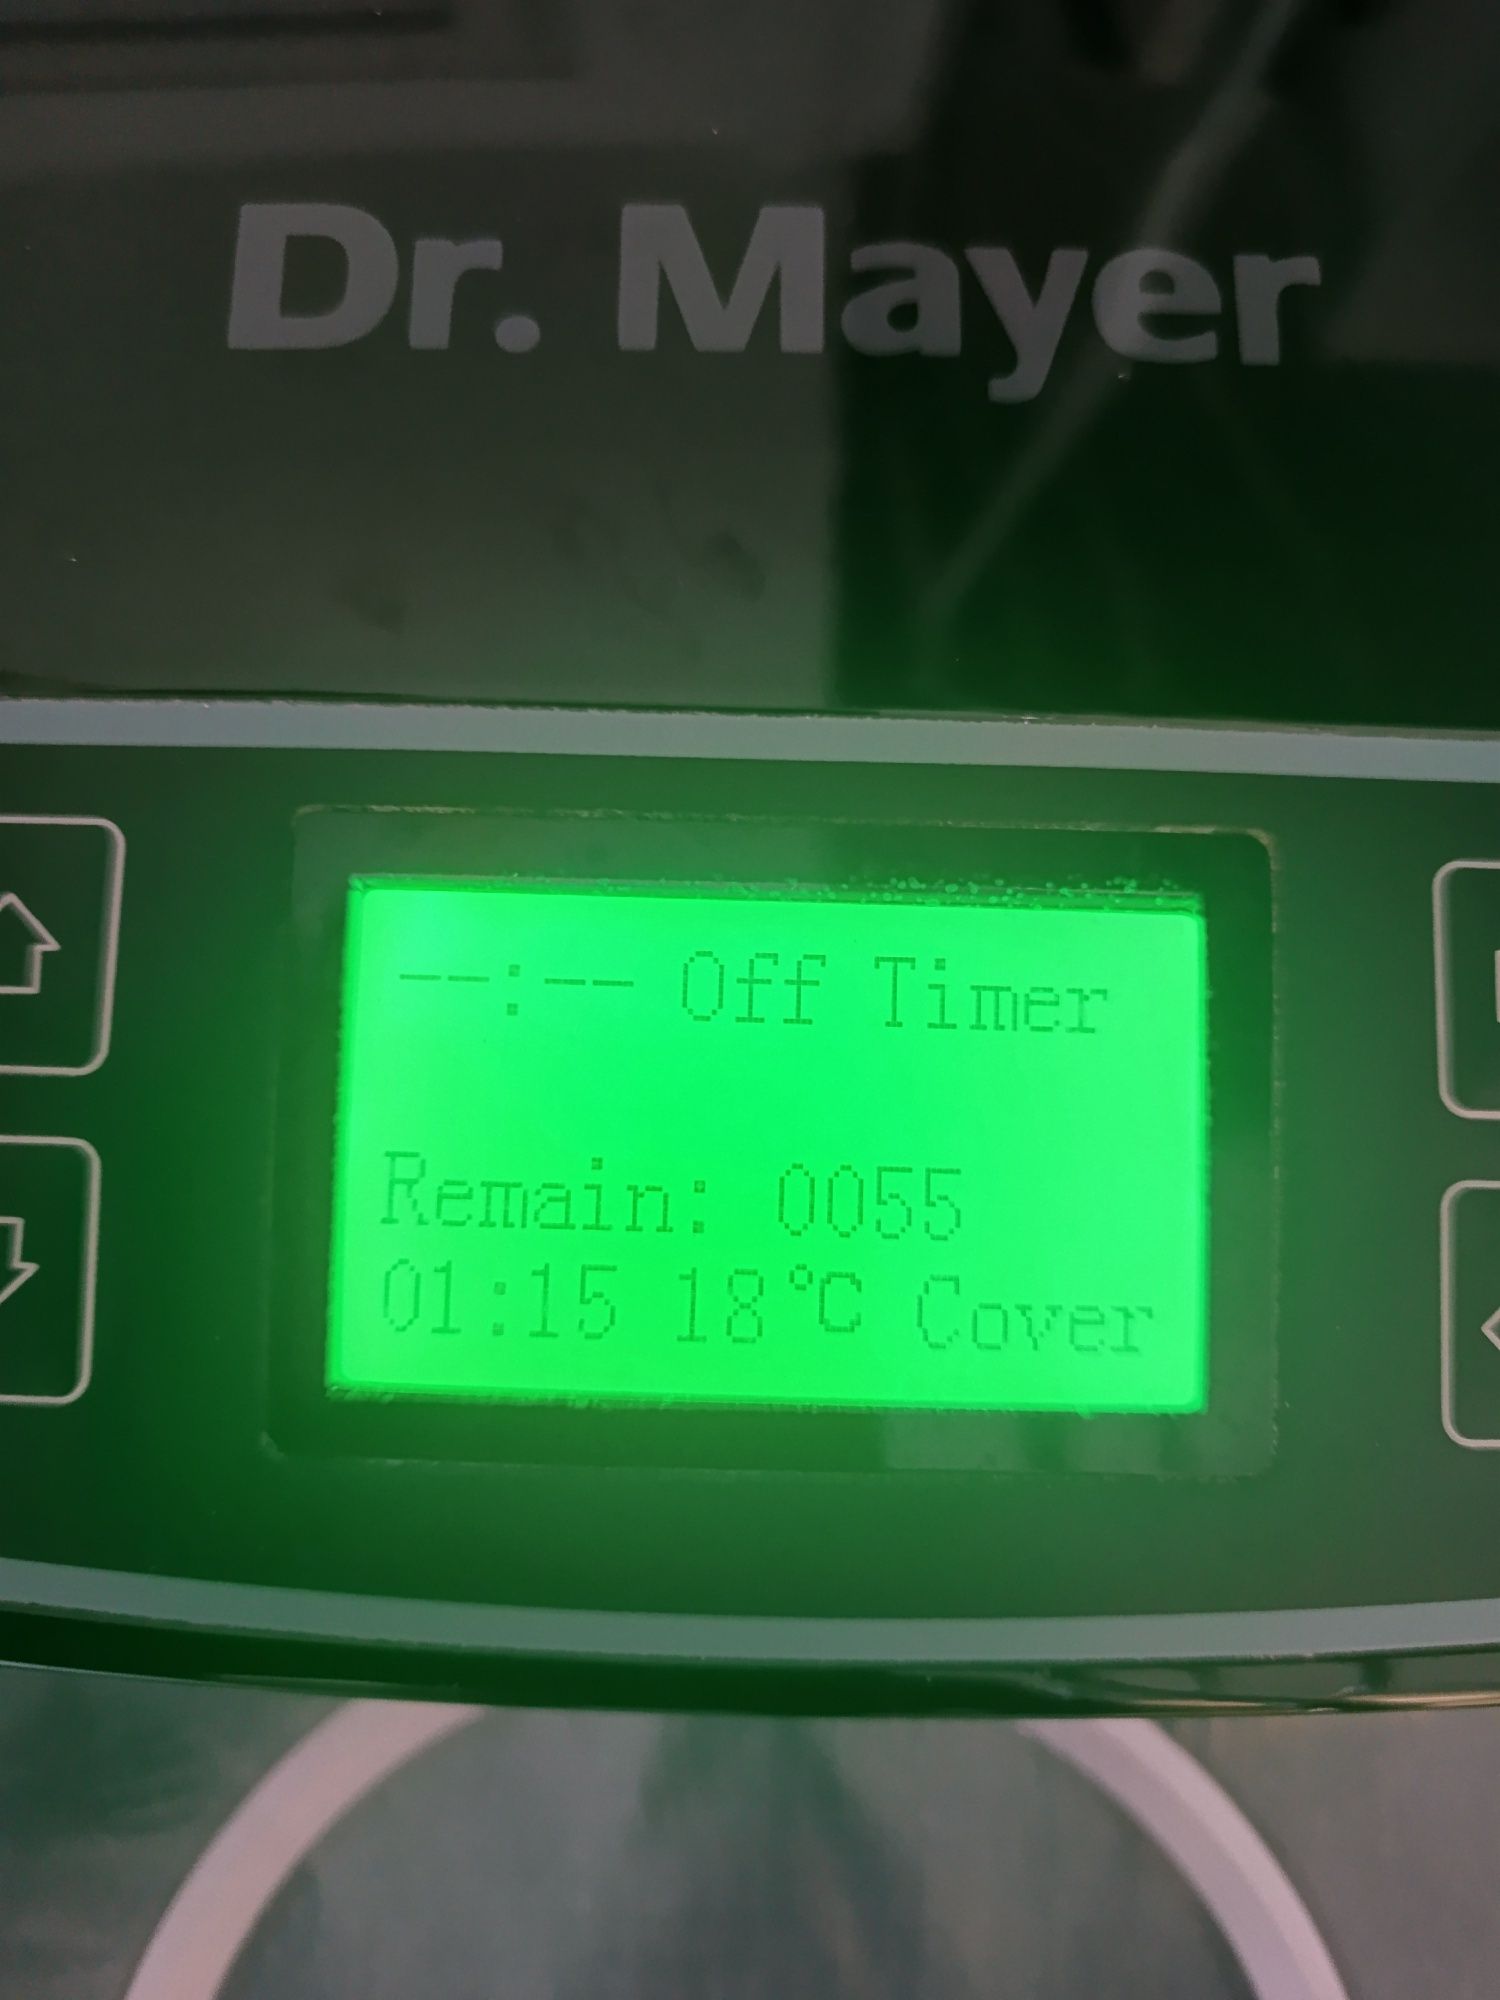 Dr. Mayer
--:-- Off Timer
Remain: 0055
01:15 18°C Cover